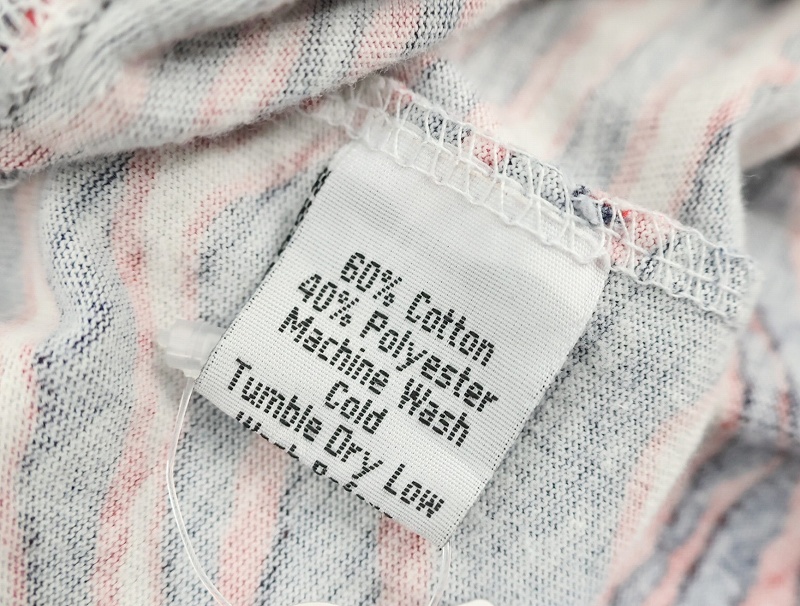 60% Cotton
40% Polyester
Machine Wash
Cold
Tumble Dry Low